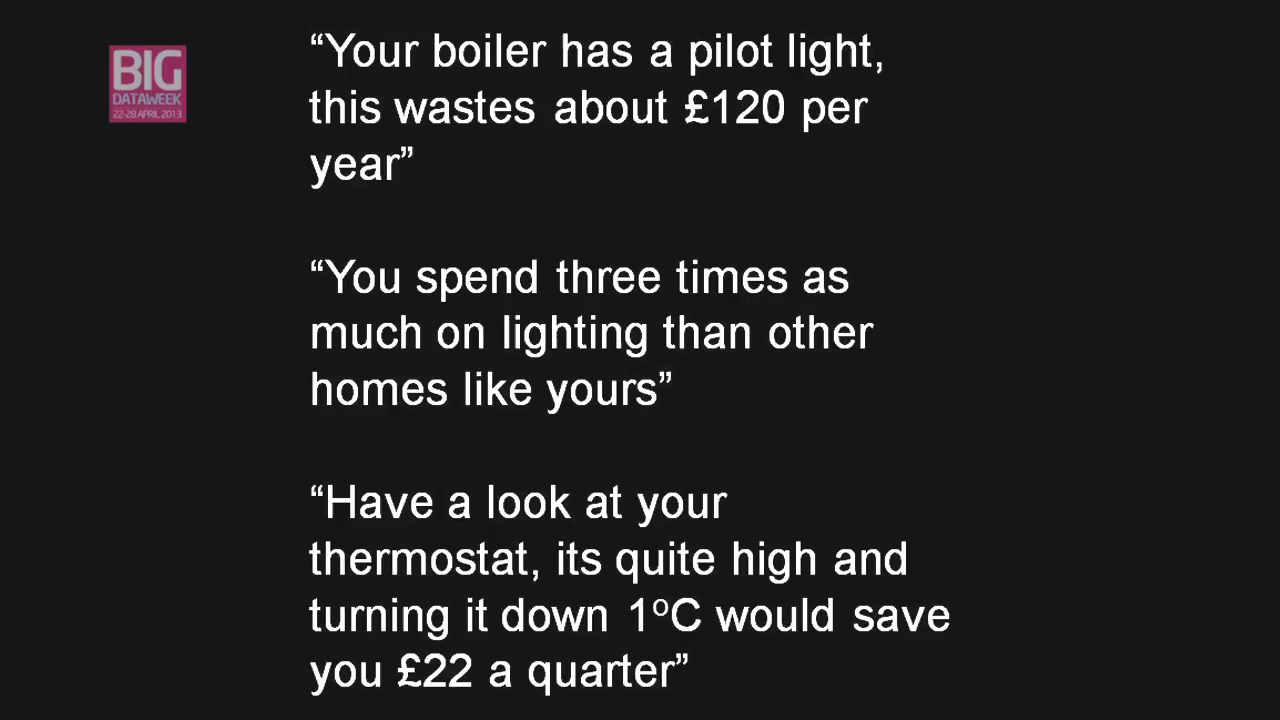 BIG
DATAWEEK
22-28 APRIL 2013
“Your boiler has a pilot light,
this wastes about £120 per
year”
“You spend three times as
much on lighting than other
homes like yours”
“Have a look at your
thermostat, its quite high and
turning it down 1ºC would save
you £22 a quarter”